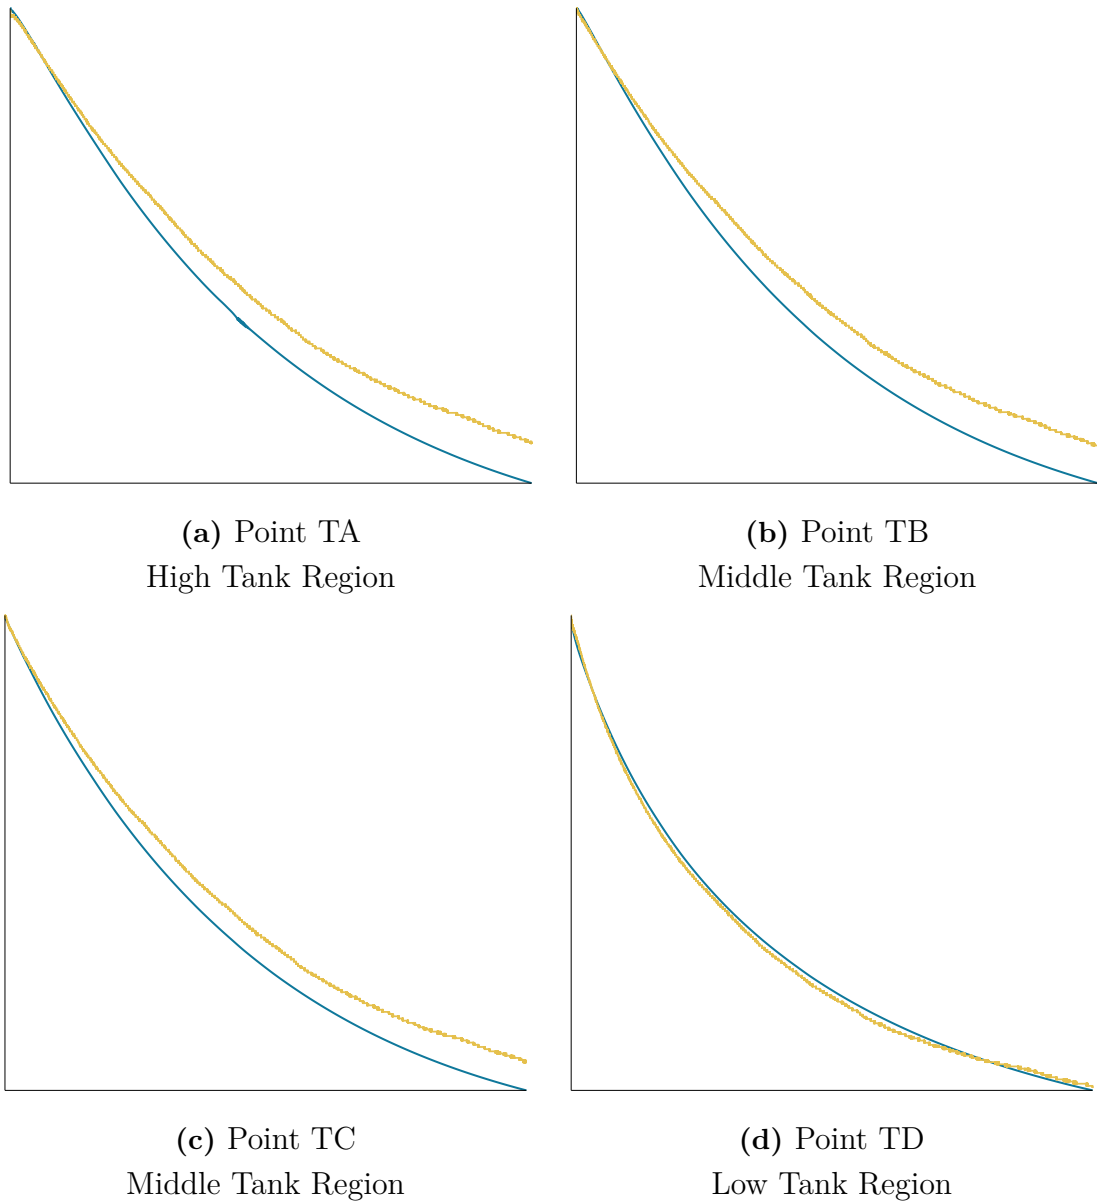 (a) Point TA
High Tank Region
(b) Point TB
Middle Tank Region
(c) Point TC
Middle Tank Region
(d) Point TD
Low Tank Region